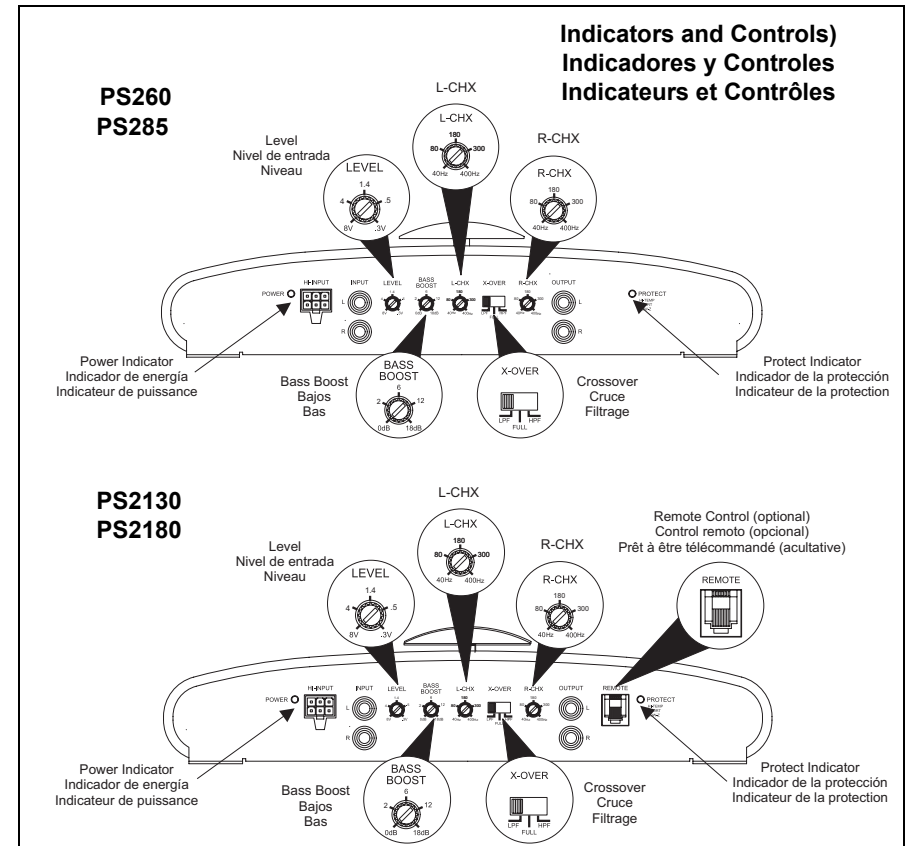 Indicators and Controls)
Indicadores y Controles
Indicateurs et Contrôles
PS260
PS285
L-CHX
L-CHX
180
80
300
40Hz
400Hz
R-CHX
R-CHX
180
80
300
40Hz
400Hz
Level
Nivel de entrada
Niveau
LEVEL
1.4
4
.5
8V
.3V
POWER
HI-INPUT
INPUT
L
R
LEVEL
BASS
BOOST
L-CHX
X-OVER
R-CHX
OUTPUT
L
R
PROTECT
Power Indicator
Indicador de energía
Indicateur de puissance
Bass Boost
Bajos
Bas
BASS
BOOST
6
2
12
0dB
18dB
X-OVER
LPF
HPF
FULL
Crossover
Cruce
Filtrage
Protect Indicator
Indicador de la protección
Indicateur de la protection
PS2130
PS2180
L-CHX
L-CHX
180
80
300
40Hz
400Hz
R-CHX
R-CHX
180
80
300
40Hz
400Hz
Level
Nivel de entrada
Niveau
LEVEL
1.4
4
.5
8V
.3V
Remote Control (optional)
Control remoto (opcional)
Prêt à être télécommandé (acultative)
REMOTE
POWER
HI-INPUT
INPUT
L
R
LEVEL
BASS
BOOST
L-CHX
X-OVER
R-CHX
OUTPUT
L
R
REMOTE
PROTECT
Power Indicator
Indicador de energía
Indicateur de puissance
Bass Boost
Bajos
Bas
BASS
BOOST
6
2
12
0dB
18dB
X-OVER
LPF
HPF
FULL
Crossover
Cruce
Filtrage
Protect Indicator
Indicador de la protección
Indicateur de la protection